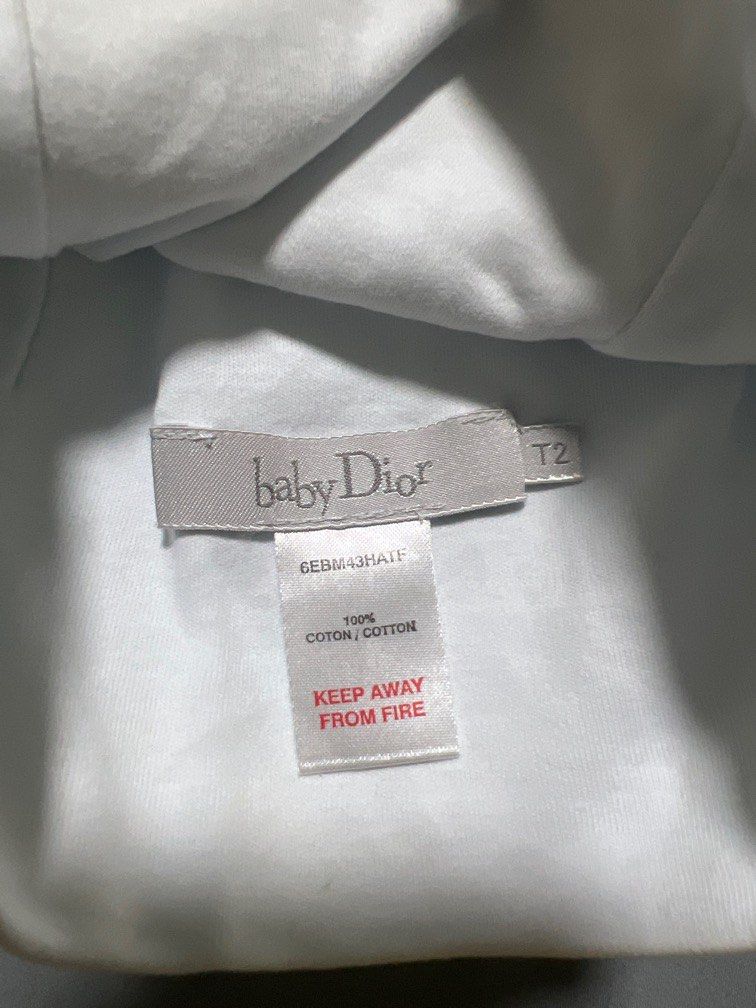 baby Dior
T2
6EBM43HATF
100%
COTON / COTTON
KEEP AWAY
FROM FIRE